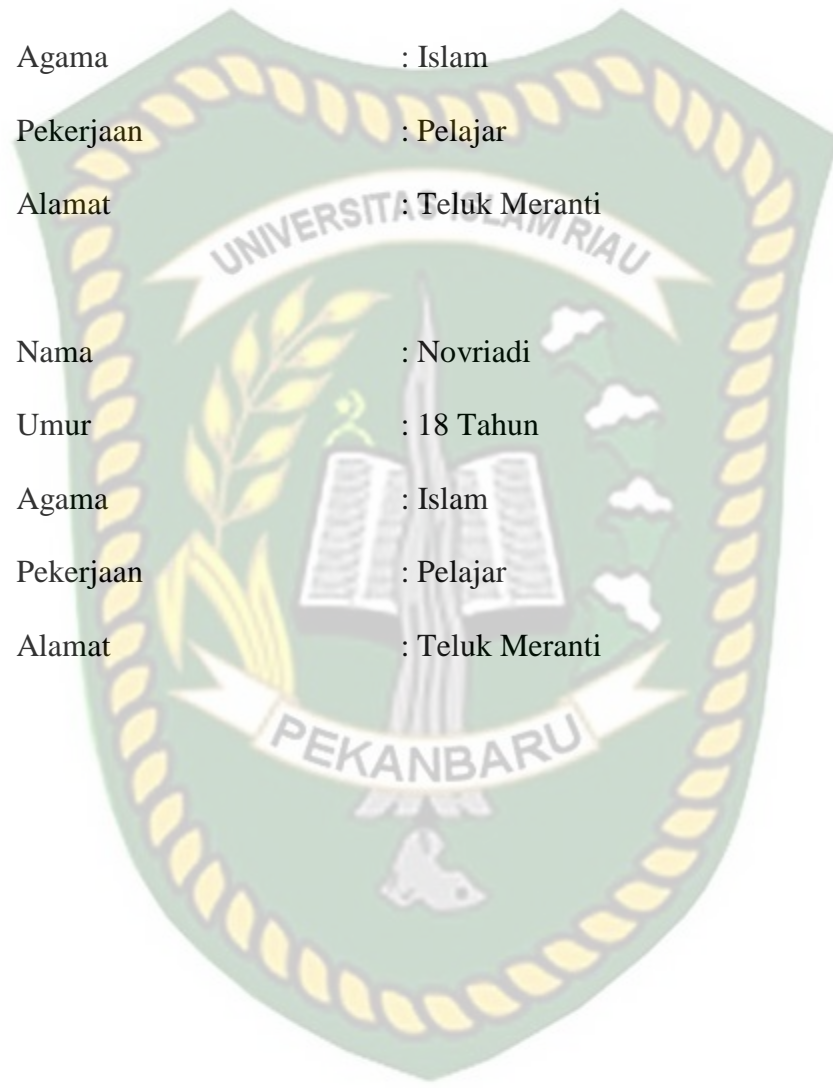 Agama : Islam
Pekerjaan : Pelajar
Alamat : Teluk Meranti
UNIVERSITAS ISLAM RIAU
Nama : Novriadi
Umur : 18 Tahun
Agama : Islam
Pekerjaan : Pelajar
Alamat : Teluk Meranti
PEKANBARU